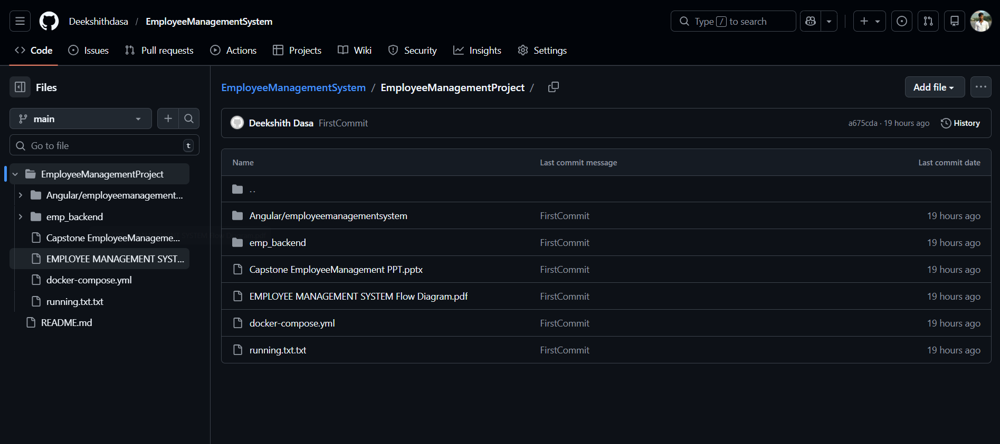 Deekshithdasa / EmployeeManagementSystem
Type / to search
Code Issues Pull requests Actions Projects Wiki Security Insights Settings
Files
main
Go to file t
EmployeeManagementProject
Angular/employeemanagement...
emp_backend
Capstone EmployeeManageme...
EMPLOYEE MANAGEMENT SYST...
docker-compose.yml
running.txt.txt
README.md
EmployeeManagementSystem / EmployeeManagementProject /
Add file
Deekshith Dasa FirstCommit a675cda · 19 hours ago History
Name Last commit message Last commit date
..
Angular/employeemanagementsystem FirstCommit 19 hours ago
emp_backend FirstCommit 19 hours ago
Capstone EmployeeManagement PPT.pptx FirstCommit 19 hours ago
EMPLOYEE MANAGEMENT SYSTEM Flow Diagram.pdf FirstCommit 19 hours ago
docker-compose.yml FirstCommit 19 hours ago
running.txt.txt FirstCommit 19 hours ago